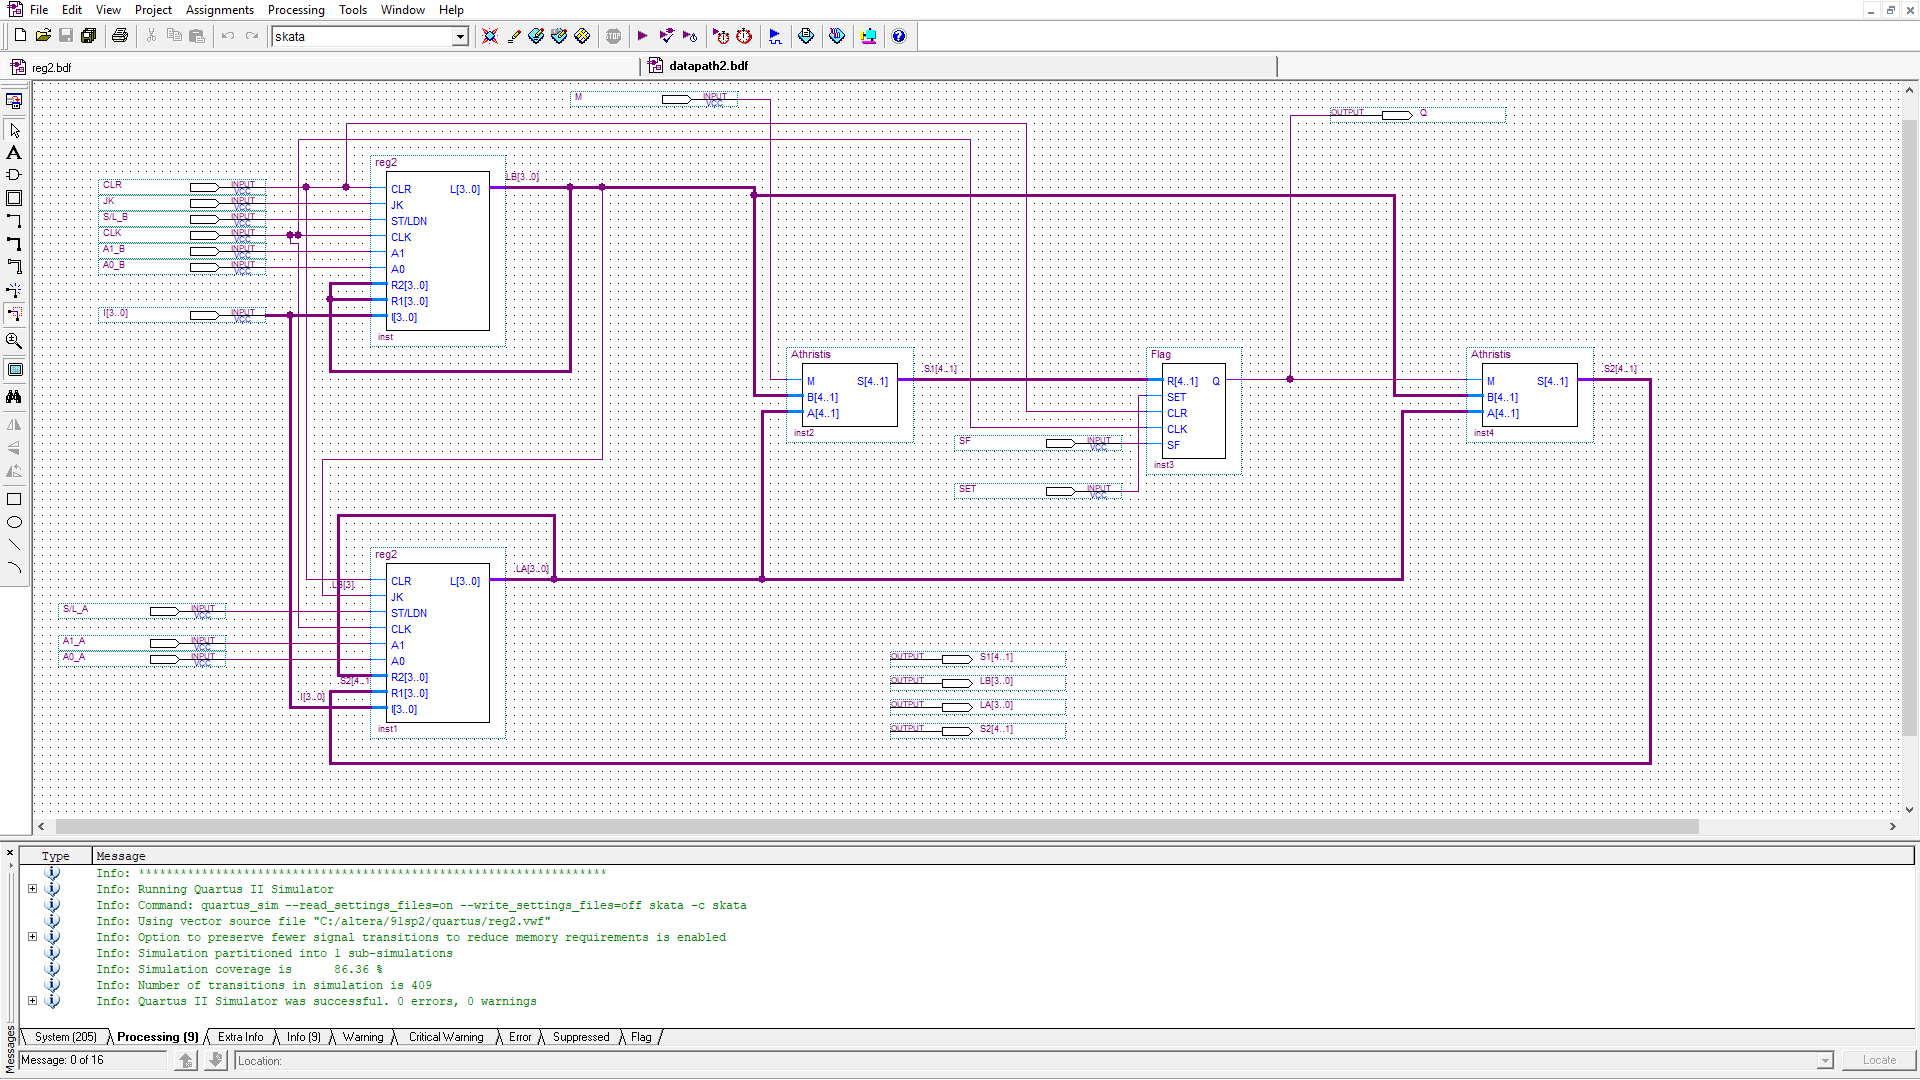 File Edit View Project Assignments Processing Tools Window Help
skata
reg2.bdf
datapath2.bdf
M INPUT VCC
OUTPUT Q
reg2
CLR INPUT VCC
JK INPUT VCC
S/L_B INPUT VCC
CLK INPUT VCC
A1_B INPUT VCC
A0_B INPUT VCC
I[3..0] INPUT VCC
CLR L[3..0]
JK
ST/LDN
CLK
A1
A0
R2[3..0]
R1[3..0]
I[3..0]
inst
LB[3..0]
Athristis
M S[4..1]
B[4..1]
A[4..1]
inst2
S1[4..1]
Flag
R[4..1] Q
SET
CLR
CLK
SF
inst3
SF INPUT VCC
SET INPUT VCC
Athristis
M S[4..1]
B[4..1]
A[4..1]
inst4
S2[4..1]
reg2
CLR L[3..0]
JK
ST/LDN
CLK
A1
A0
R2[3..0]
R1[3..0]
I[3..0]
inst1
LA[3..0]
LB[3]
S/L_A INPUT VCC
A1_A INPUT VCC
A0_A INPUT VCC
S2[4..1
I[3..0]
OUTPUT S1[4..1]
OUTPUT LB[3..0]
OUTPUT LA[3..0]
OUTPUT S2[4..1]
Type Message
Info: *******************************************************************
Info: Running Quartus II Simulator
Info: Command: quartus_sim --read_settings_files=on --write_settings_files=off skata -c skata
Info: Using vector source file "C:/altera/91sp2/quartus/reg2.vwf"
Info: Option to preserve fewer signal transitions to reduce memory requirements is enabled
Info: Simulation partitioned into 1 sub-simulations
Info: Simulation coverage is 86.36 %
Info: Number of transitions in simulation is 409
Info: Quartus II Simulator was successful. 0 errors, 0 warnings
System (205) Processing (9) Extra Info Info (9) Warning Critical Warning Error Suppressed Flag
Messages
Message: 0 of 16
Location:
Locate